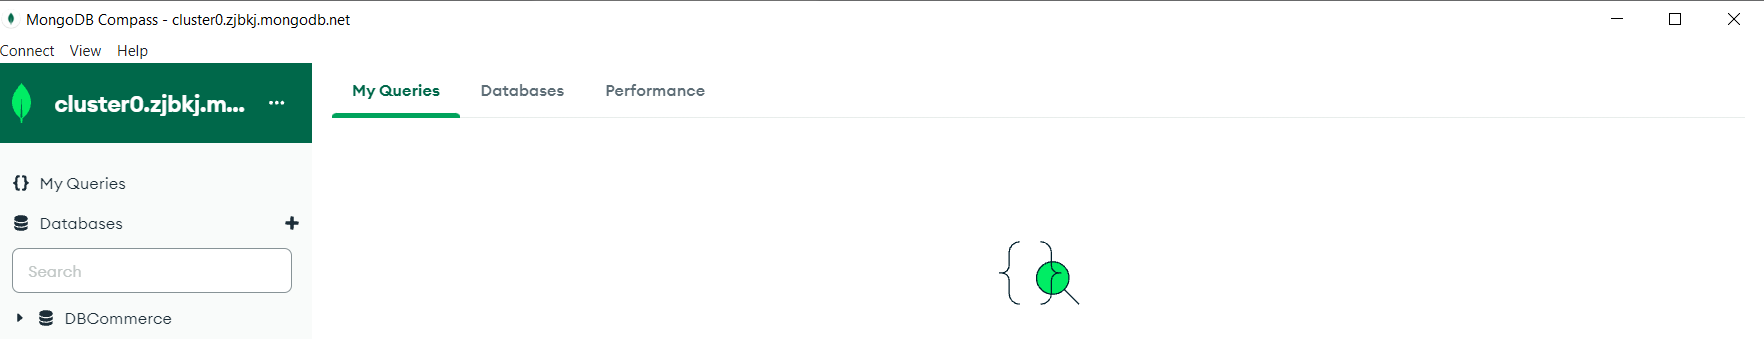 MongoDB Compass - cluster0.zjbkj.mongodb.net
Connect View Help
cluster0.zjbkj.m... ...
My Queries Databases Performance
{} My Queries
Databases +
Search
DBCommerce
{ }